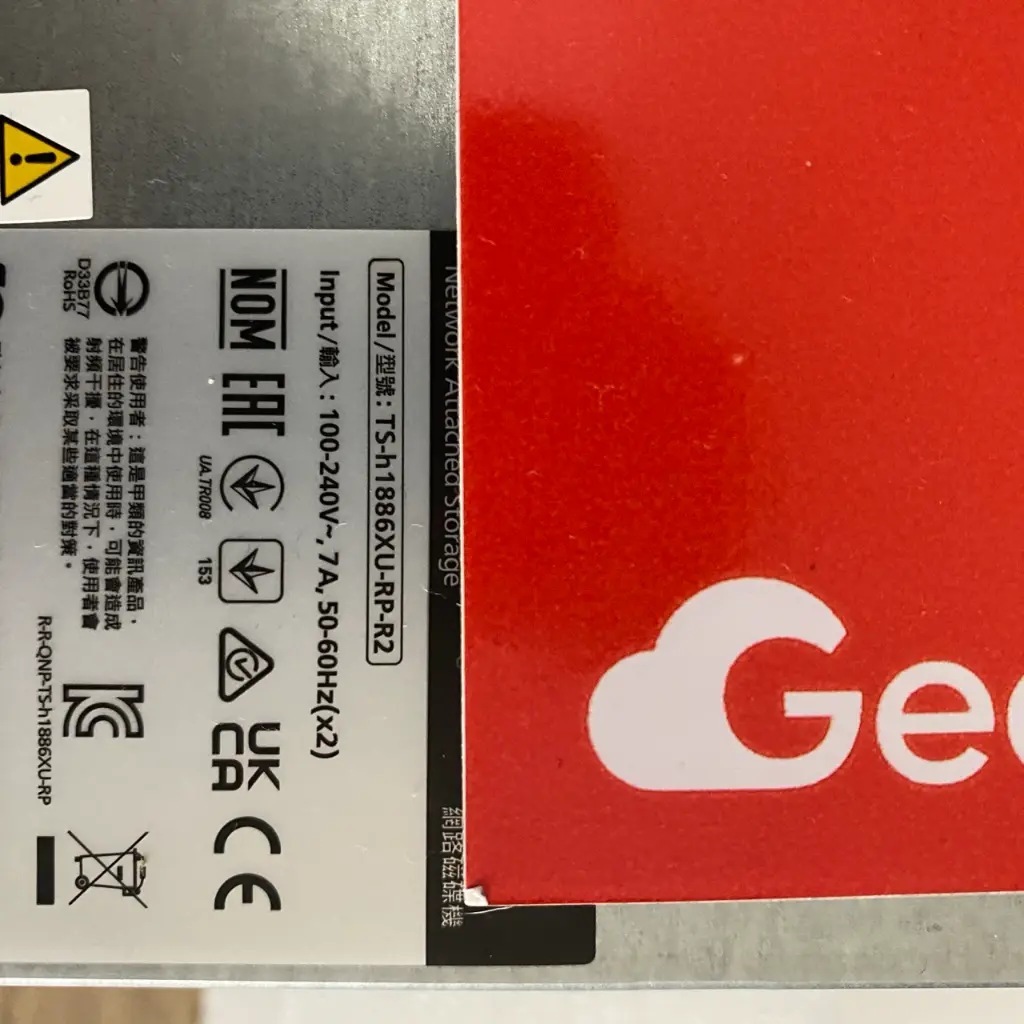 Network Attached Storage
網路磁碟機
Model/型號 : TS-h1886XU-RP-R2
Input/輸入 : 100-240V~, 7A, 50-60Hz(x2)
NOM
EAC
UA.TR008
153
UK
CA
CE
D33B77
RoHS
警告使用者：這是甲類的資訊產品，
在居住的環境中使用時，可能會造成
射頻干擾，在這種情況下，使用者會
被要求采取某些適當的對策。
R-R-QNP-TS-h1886XU-RP
Gee